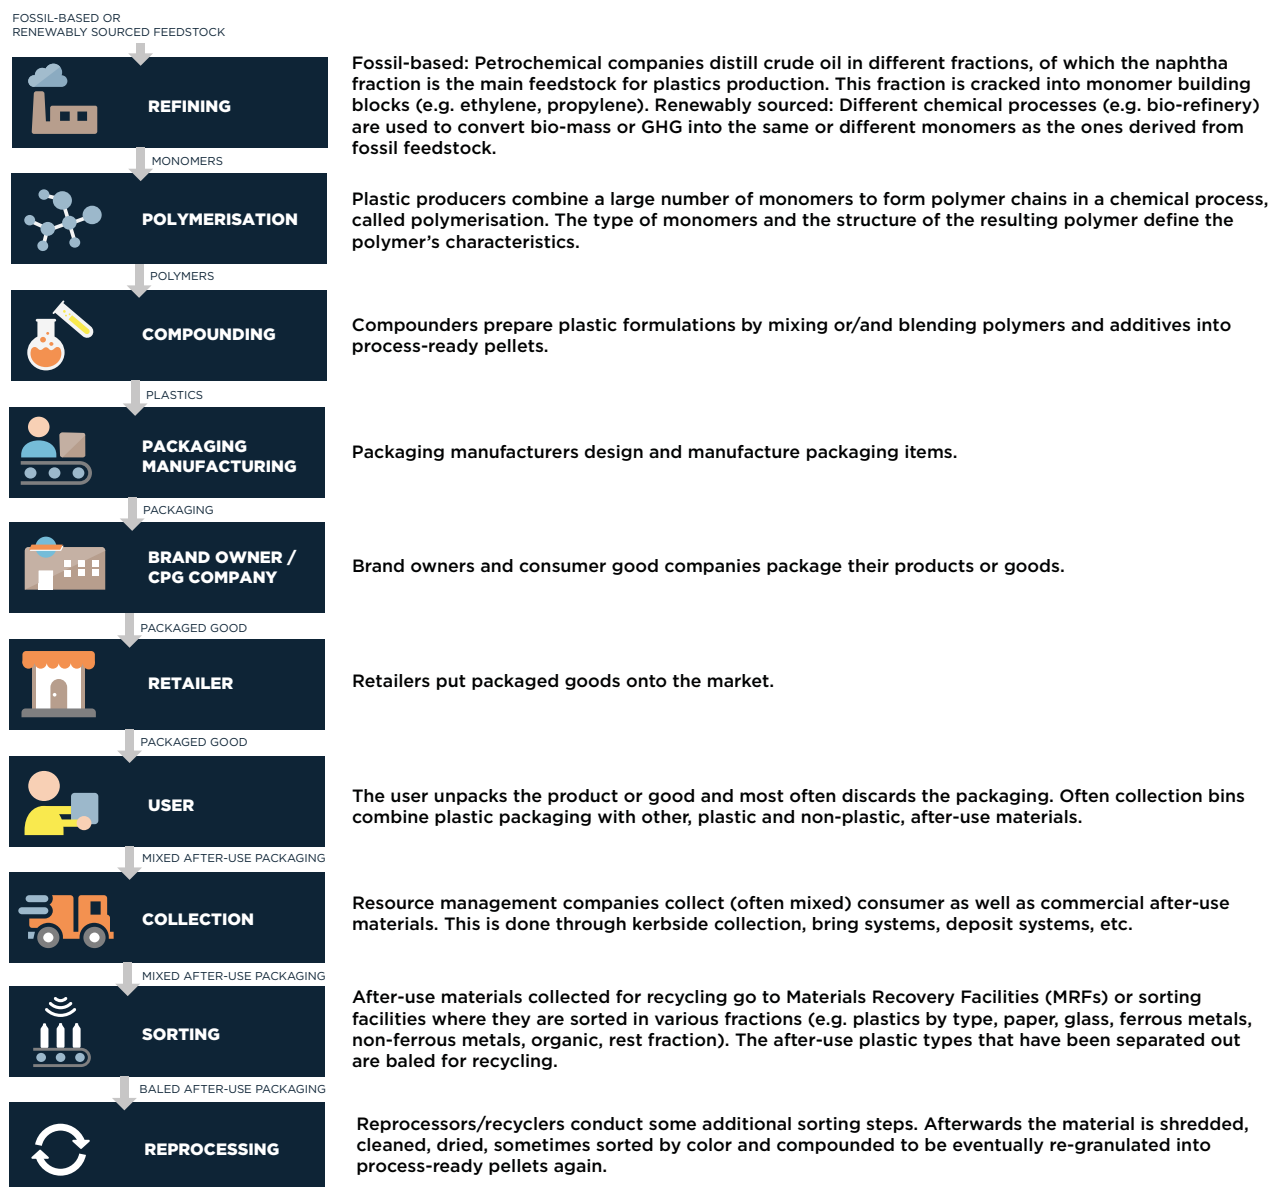 FOSSIL-BASED OR
RENEWABLY SOURCED FEEDSTOCK
REFINING
Fossil-based: Petrochemical companies distill crude oil in different fractions, of which the naphtha
fraction is the main feedstock for plastics production. This fraction is cracked into monomer building
blocks (e.g. ethylene, propylene). Renewably sourced: Different chemical processes (e.g. bio-refinery)
are used to convert bio-mass or GHG into the same or different monomers as the ones derived from
fossil feedstock.
MONOMERS
POLYMERISATION
Plastic producers combine a large number of monomers to form polymer chains in a chemical process,
called polymerisation. The type of monomers and the structure of the resulting polymer define the
polymer’s characteristics.
POLYMERS
COMPOUNDING
Compounders prepare plastic formulations by mixing or/and blending polymers and additives into
process-ready pellets.
PLASTICS
PACKAGING
MANUFACTURING
Packaging manufacturers design and manufacture packaging items.
PACKAGING
BRAND OWNER /
CPG COMPANY
Brand owners and consumer good companies package their products or goods.
PACKAGED GOOD
RETAILER
Retailers put packaged goods onto the market.
PACKAGED GOOD
USER
The user unpacks the product or good and most often discards the packaging. Often collection bins
combine plastic packaging with other, plastic and non-plastic, after-use materials.
MIXED AFTER-USE PACKAGING
COLLECTION
Resource management companies collect (often mixed) consumer as well as commercial after-use
materials. This is done through kerbside collection, bring systems, deposit systems, etc.
MIXED AFTER-USE PACKAGING
SORTING
After-use materials collected for recycling go to Materials Recovery Facilities (MRFs) or sorting
facilities where they are sorted in various fractions (e.g. plastics by type, paper, glass, ferrous metals,
non-ferrous metals, organic, rest fraction). The after-use plastic types that have been separated out
are baled for recycling.
BALED AFTER-USE PACKAGING
REPROCESSING
Reprocessors/recyclers conduct some additional sorting steps. Afterwards the material is shredded,
cleaned, dried, sometimes sorted by color and compounded to be eventually re-granulated into
process-ready pellets again.